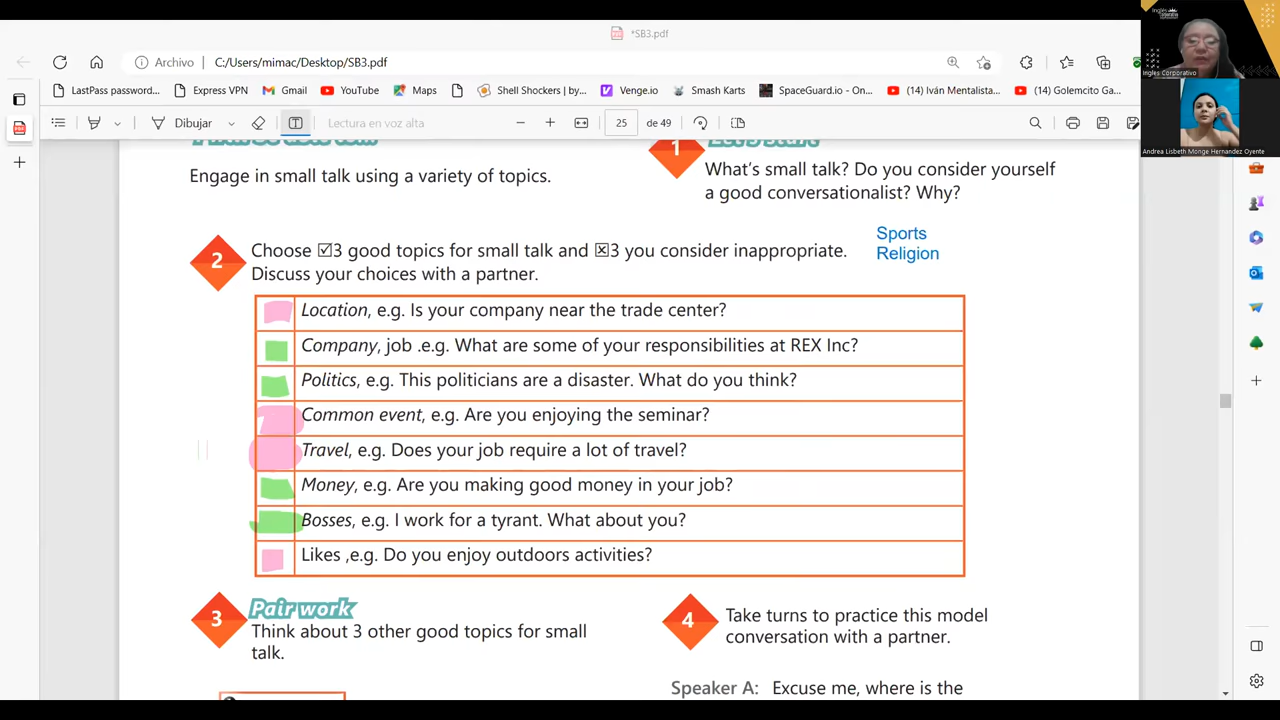 *SB3.pdf
Archivo C:/Users/mimac/Desktop/SB3.pdf
LastPass password... Express VPN Gmail YouTube Maps Shell Shockers | by... Venge.io Smash Karts SpaceGuard.io - On... (14) Iván Mentalista... (14) Golemcito Ga...
Dibujar Lectura en voz alta 25 de 49
Inglés Corporativo
Andrea Lisbeth Monge Hernandez Oyente
1 Let's Start
Engage in small talk using a variety of topics.
What's small talk? Do you consider yourself
a good conversationalist? Why?
Sports
Religion
2 Choose ☑3 good topics for small talk and ☒3 you consider inappropriate.
Discuss your choices with a partner.
Location, e.g. Is your company near the trade center?
Company, job .e.g. What are some of your responsibilities at REX Inc?
Politics, e.g. This politicians are a disaster. What do you think?
Common event, e.g. Are you enjoying the seminar?
Travel, e.g. Does your job require a lot of travel?
Money, e.g. Are you making good money in your job?
Bosses, e.g. I work for a tyrant. What about you?
Likes ,e.g. Do you enjoy outdoors activities?
3 Pair work
Think about 3 other good topics for small
talk.
4 Take turns to practice this model
conversation with a partner.
Speaker A: Excuse me, where is the